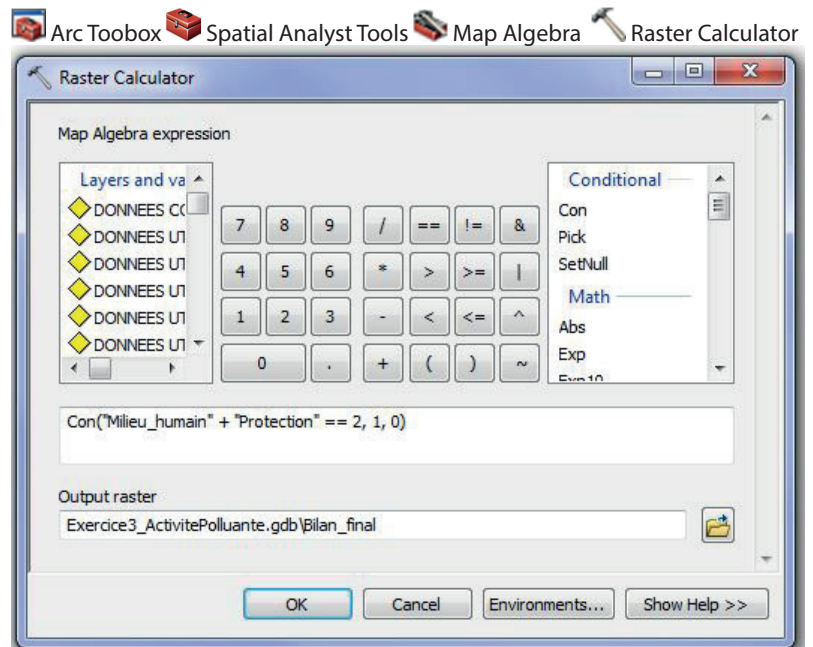 Arc Toobox Spatial Analyst Tools Map Algebra Raster Calculator
Raster Calculator
Map Algebra expression
Layers and va
DONNEES CO
DONNEES UT
DONNEES UT
DONNEES UT
DONNEES UT
DONNEES UT
7 8 9 / == != &
4 5 6 * > >= |
1 2 3 - < <= ^
0 . + ( ) ~
Conditional
Con
Pick
SetNull
Math
Abs
Exp
Exp10
Con("Milieu_humain" + "Protection" == 2, 1, 0)
Output raster
Exercice3_ActivitePolluante.gdb\Bilan_final
OK Cancel Environments... Show Help >>